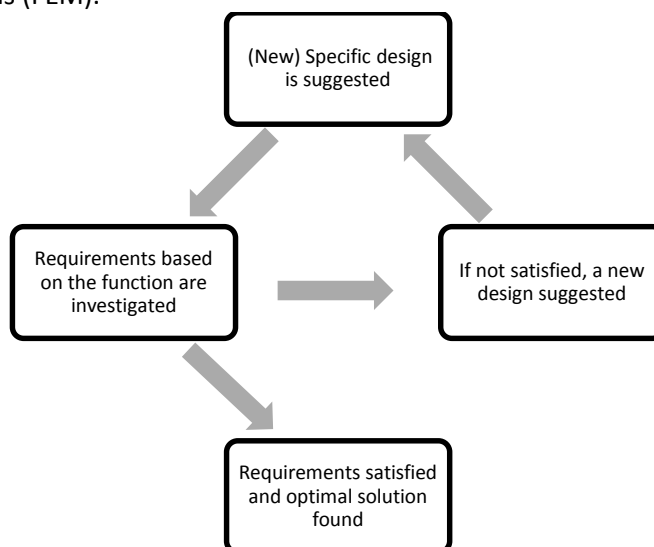 (New) Specific design
is suggested
Requirements based
on the function are
investigated
If not satisfied, a new
design suggested
Requirements satisfied
and optimal solution
found